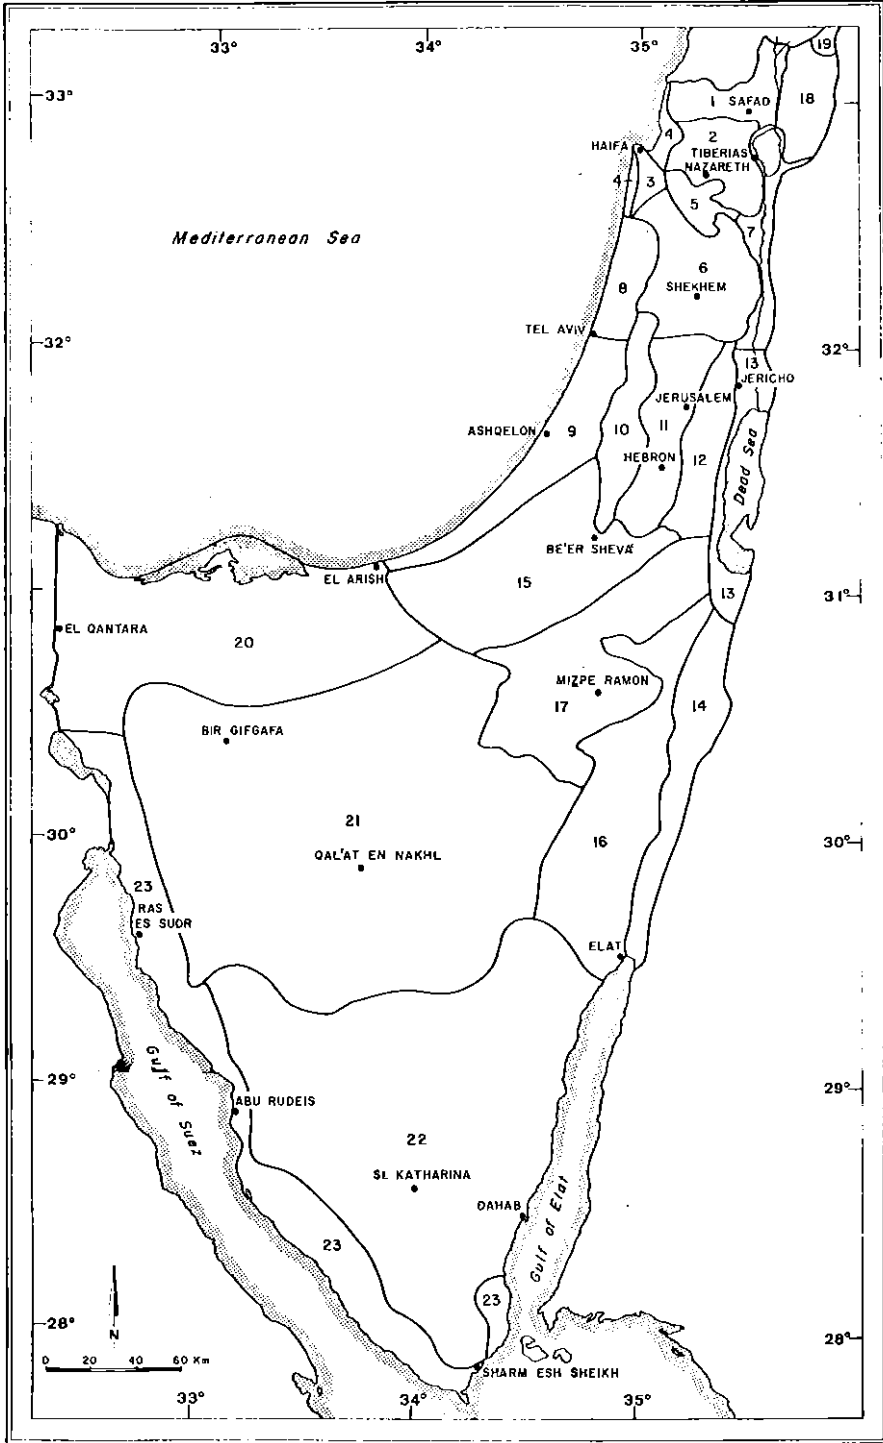 33° 34° 35°
19
33°
1 SAFAD
18
4 2
HAIFA
TIBERIAS
NAZARETH
4 3
5
7
Mediterranean Sea
6
8
SHEKHEM
TEL AVIV
32° 32°
13
JERICHO
JERUSALEM
ASHQELON 9 10 11
HEBRON 12
Dead Sea
BE'ER SHEVA
EL ARISH 15
13
31° 31°
EL QANTARA
20
MIZPE RAMON
17 14
BIR GIFGAFA
21
30° 30°
16
QAL'AT EN NAKHL
23
RAS
ES SUDR
ELAT
Gulf of Suez
29° 29°
ABU RUDEIS
22
St. KATHARINA
DAHAB
Gulf of Elat
23
23
28° 28°
N
0 20 40 60 Km
SHARM ESH SHEIKH
33° 34° 35°